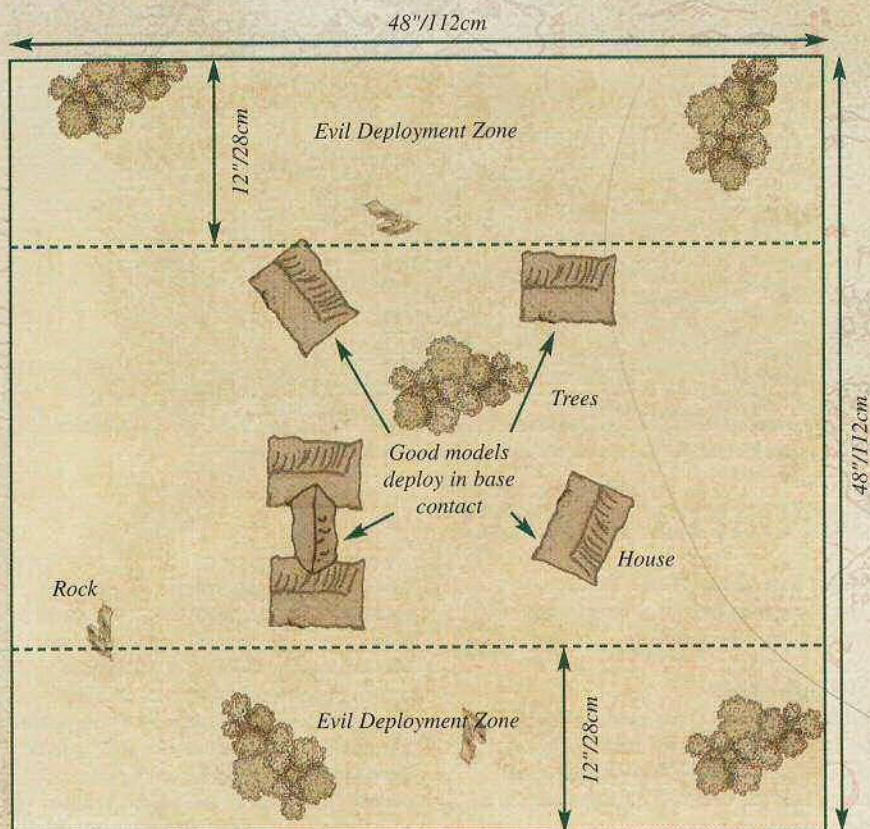 48"/112cm
12"/28cm
Evil Deployment Zone
Trees
Good models
deploy in base
contact
48"/112cm
House
Rock
Evil Deployment Zone
12"/28cm